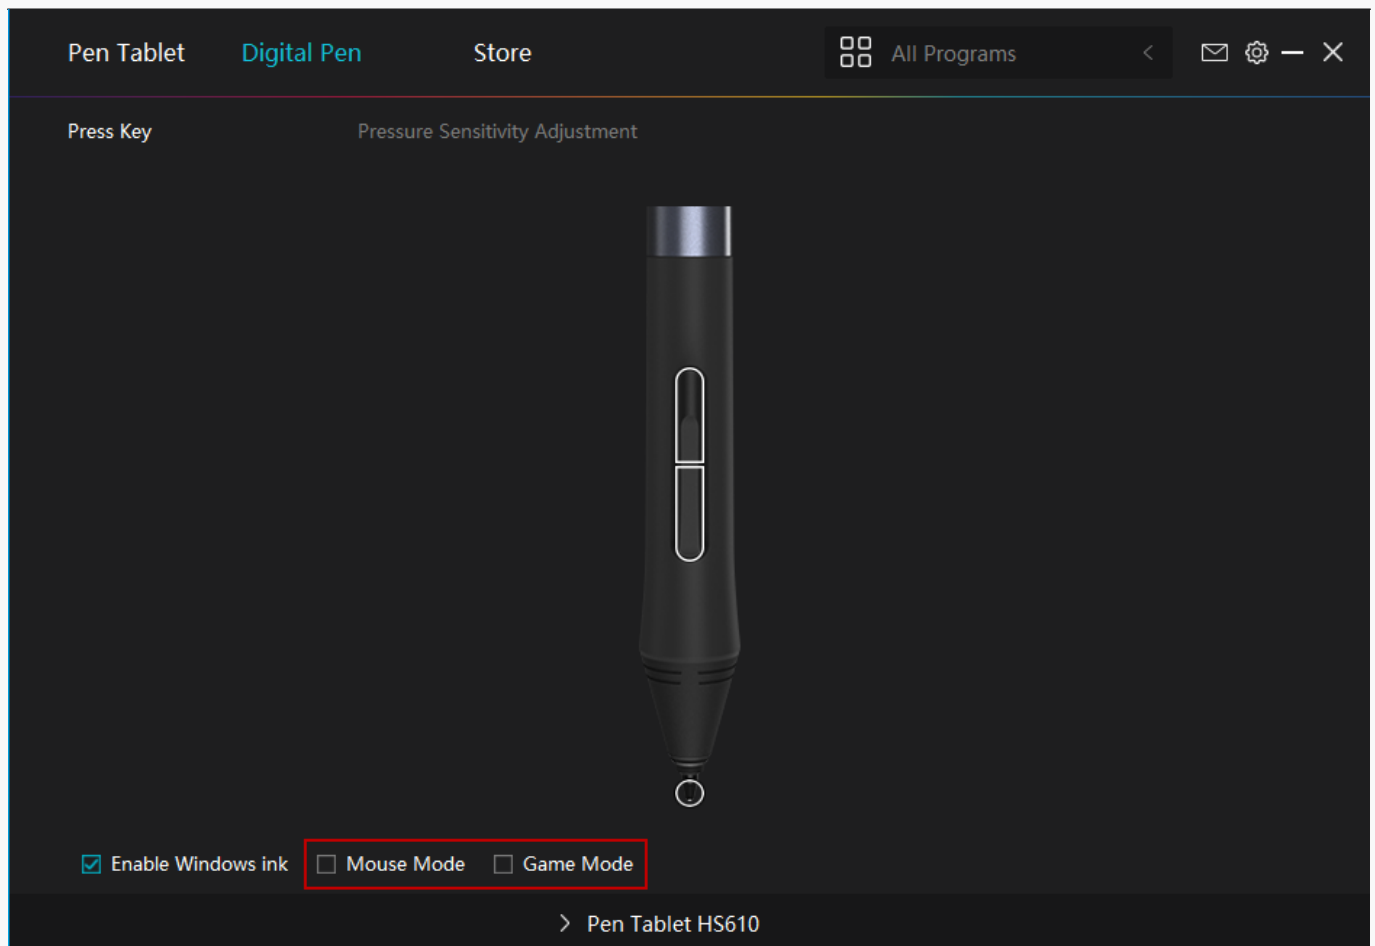 Pen Tablet Digital Pen Store All Programs
Press Key Pressure Sensitivity Adjustment
Enable Windows ink Mouse Mode Game Mode
Pen Tablet HS610